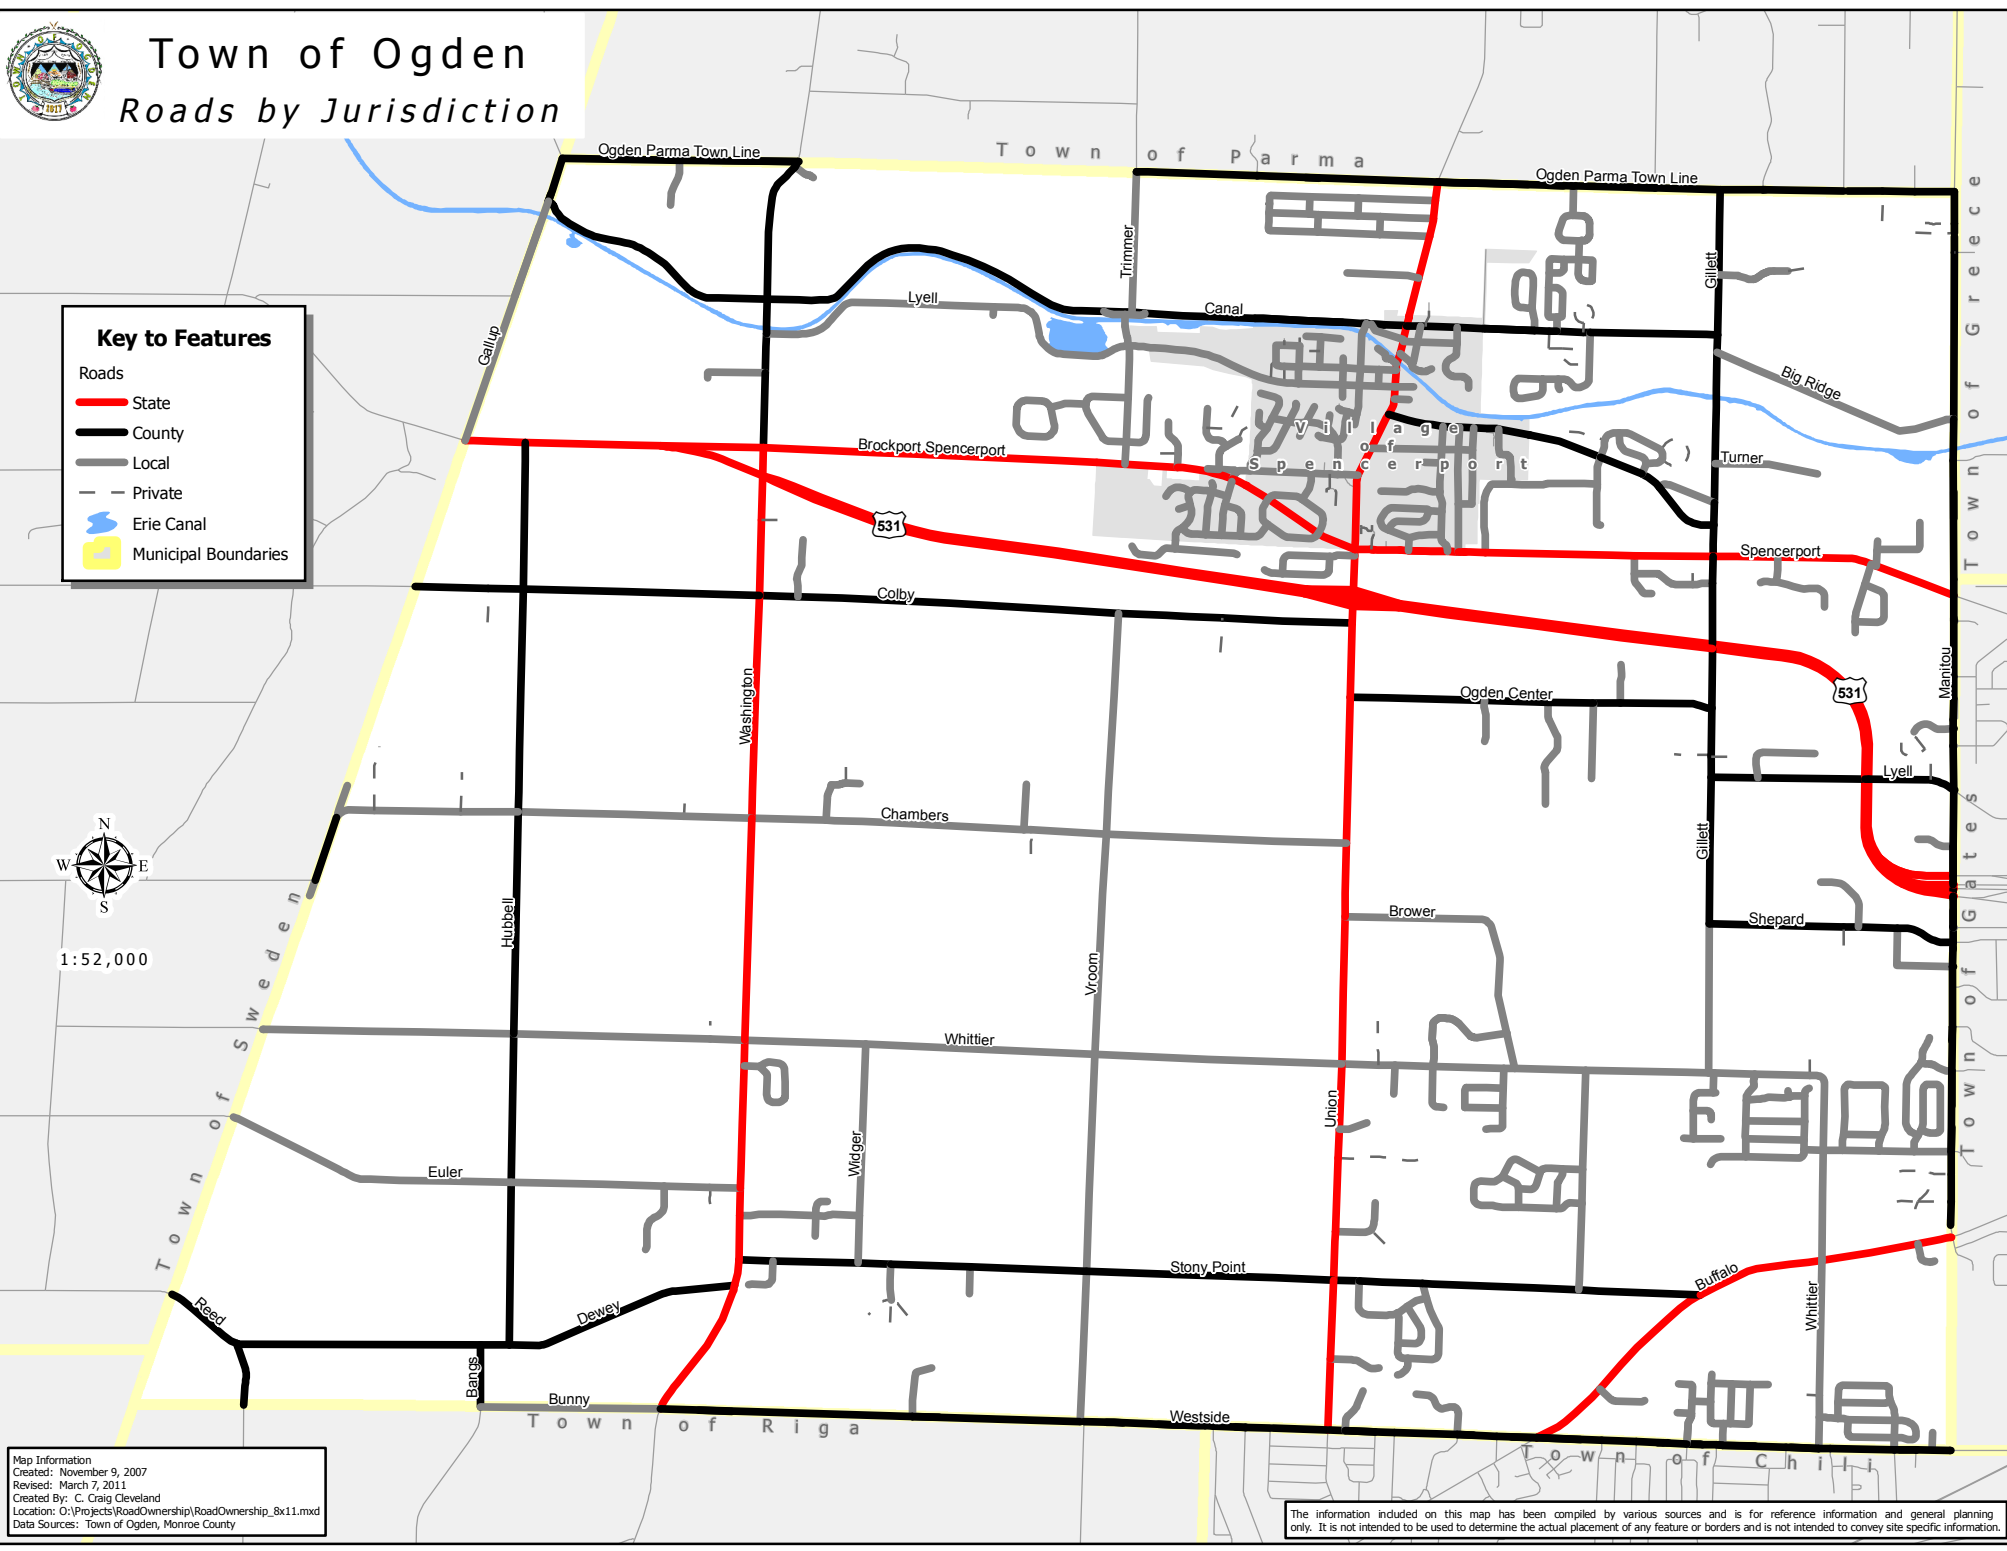 Town of Ogden
Roads by Jurisdiction
1817
Key to Features
Roads
State
County
Local
Private
Erie Canal
Municipal Boundaries
N
W E
S
1:52,000
Ogden Parma Town Line
Town of Parma
Ogden Parma Town Line
Town of Greece
Trimmer
Gillett
Lyell
Canal
Gallup
Big Ridge
Village
of
Spencerport
Brockport Spencerport
Turner
531
Spencerport
Colby
Washington
Manitou
Ogden Center
531
Lyell
Chambers
Gillett
Town of Gates
Hubbell
Brower
Shepard
Vroom
Town of Sweden
Whittier
Union
Widger
Euler
Stony Point
Buffalo
Whittier
Reed
Dewey
Bangs
Bunny
Westside
Town of Riga
Town of Chili
Map Information
Created: November 9, 2007
Revised: March 7, 2011
Created By: C. Craig Cleveland
Location: O:\Projects\RoadOwnership\RoadOwnership_8x11.mxd
Data Sources: Town of Ogden, Monroe County
The information included on this map has been compiled by various sources and is for reference information and general planning
only. It is not intended to be used to determine the actual placement of any feature or borders and is not intended to convey site specific information.